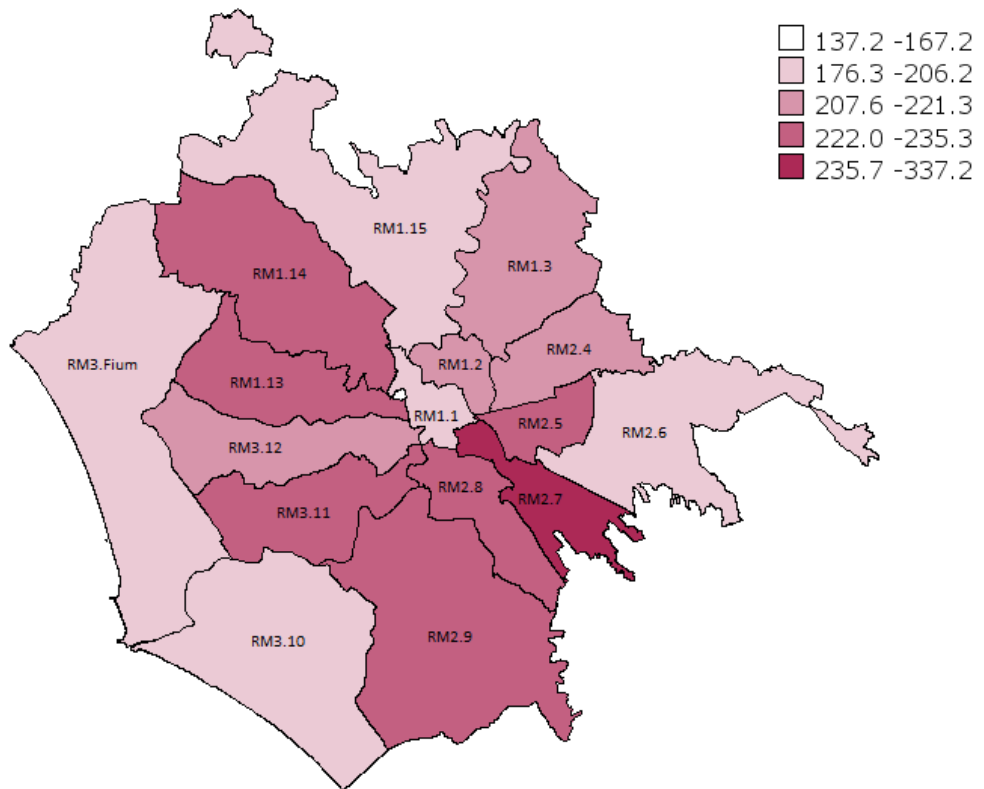 137.2 -167.2
176.3 -206.2
207.6 -221.3
222.0 -235.3
235.7 -337.2
RM1.15
RM1.3
RM1.14
RM2.4
RM3.Fium
RM1.2
RM1.13
RM1.1
RM2.5
RM2.6
RM3.12
RM2.8
RM2.7
RM3.11
RM2.9
RM3.10